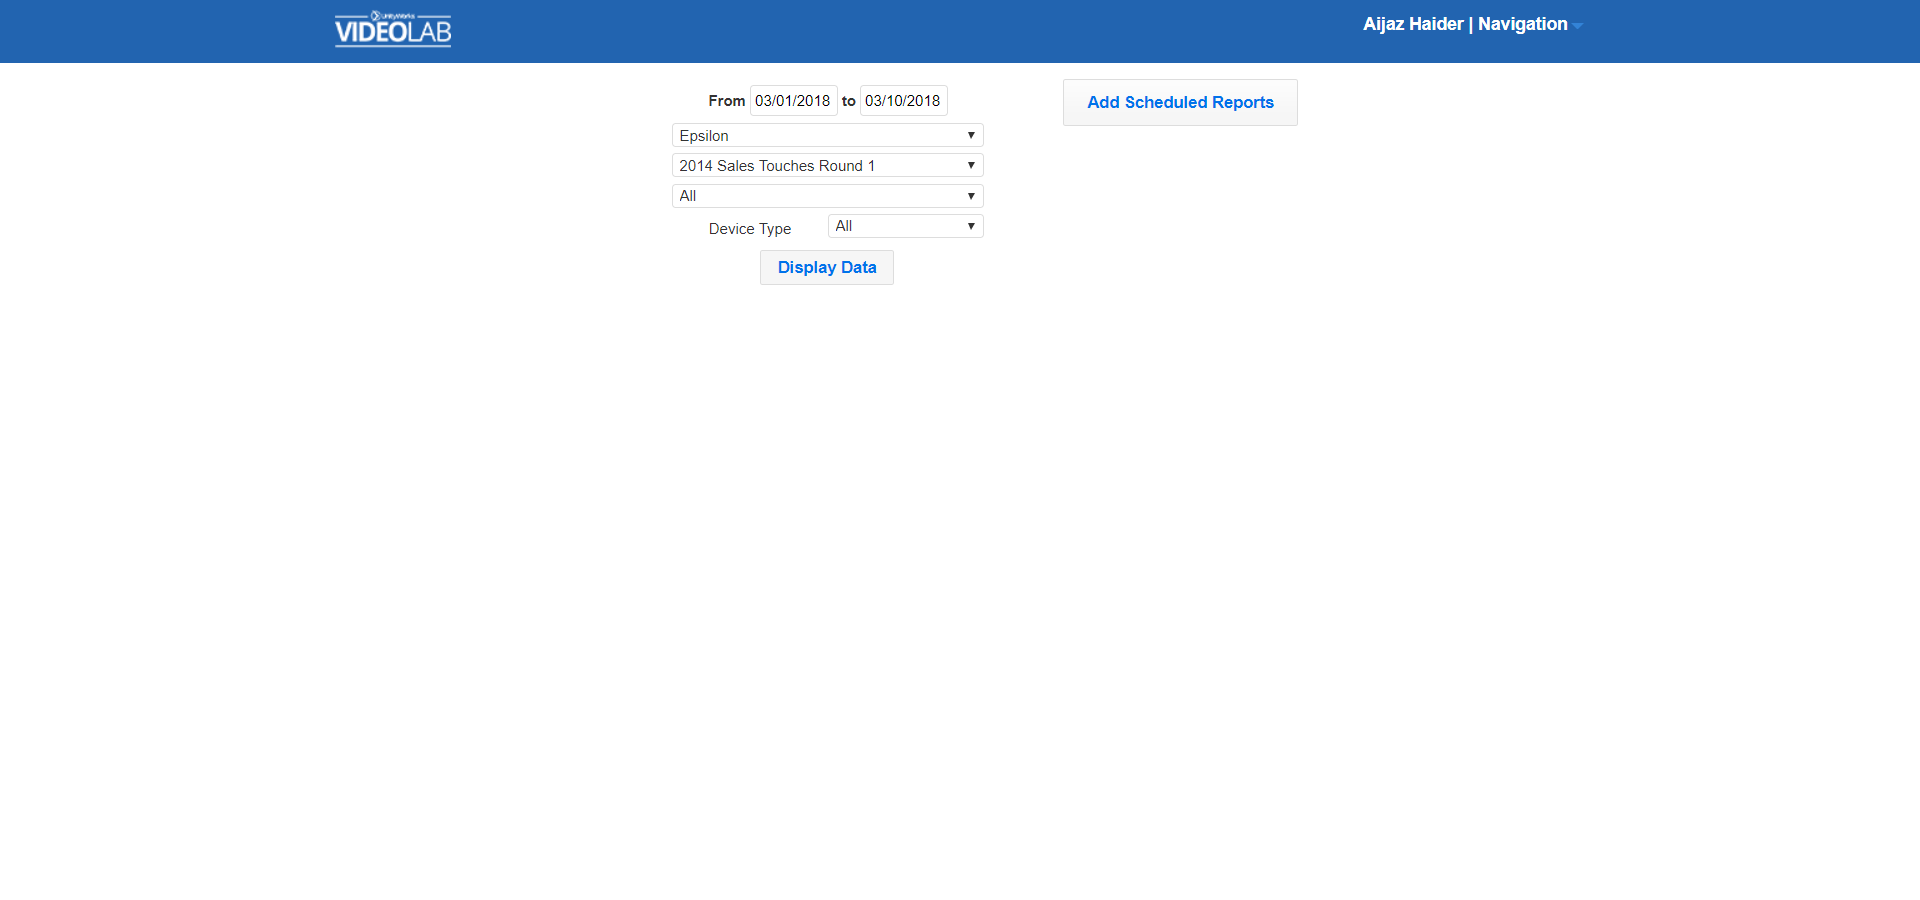 UnityWorks
VIDEOLAB
Aijaz Haider | Navigation
From 03/01/2018 to 03/10/2018
Add Scheduled Reports
Epsilon
2014 Sales Touches Round 1
All
Device Type All
Display Data